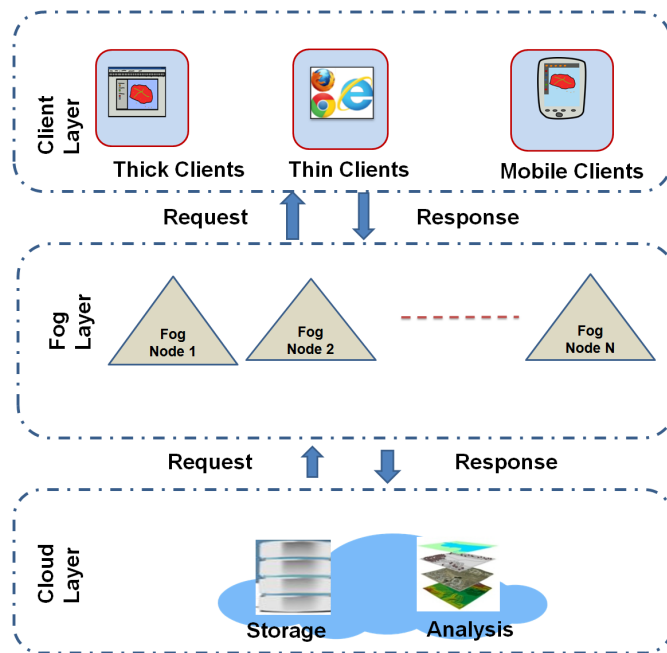 Client
Layer
Thick Clients
Thin Clients
Mobile Clients
Request
Response
Fog
Layer
Fog
Node 1
Fog
Node 2
Fog
Node N
Request
Response
Cloud
Layer
Storage
Analysis